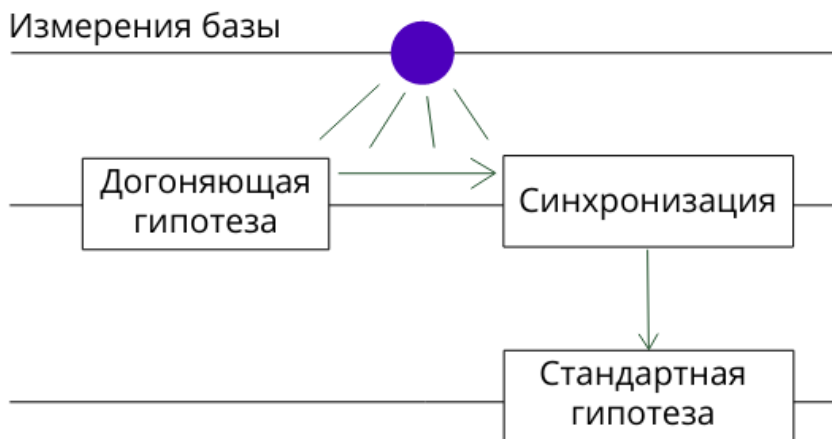 Измерения базы
Догоняющая
гипотеза
Синхронизация
Стандартная
гипотеза